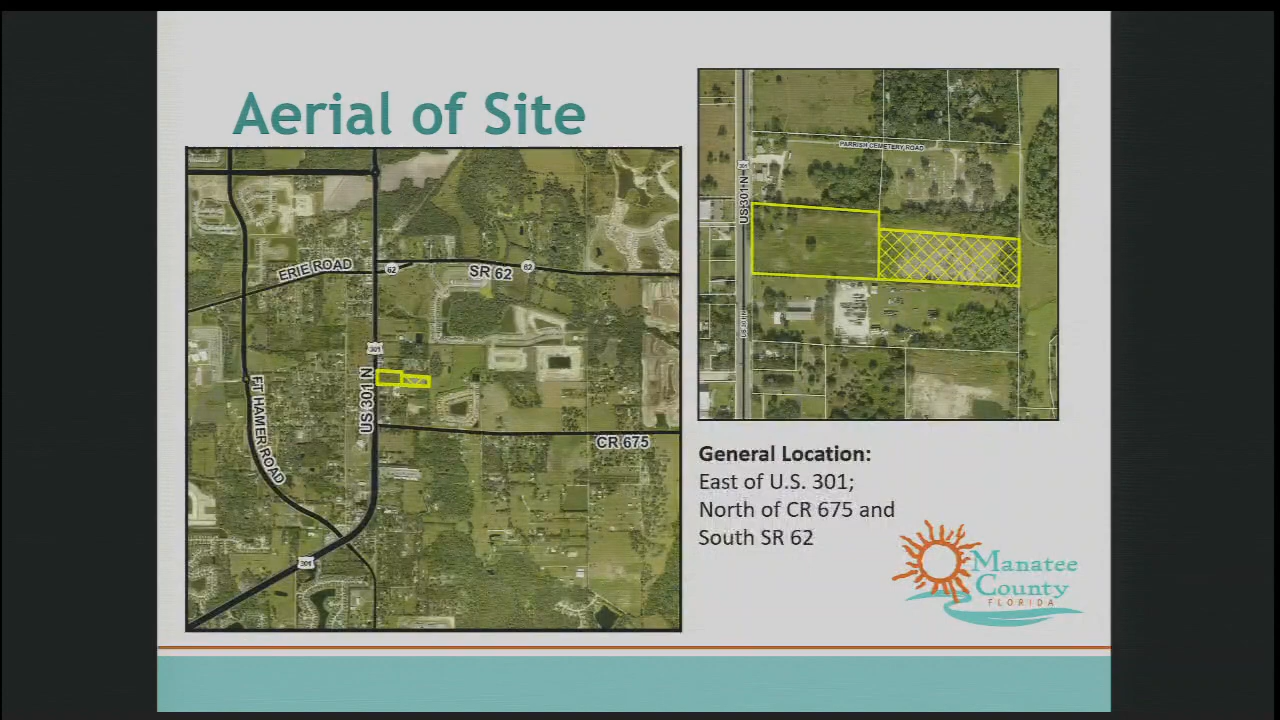 Aerial of Site
ERIE ROAD
62
SR 62
62
301
US 301 N
FT HAMER ROAD
CR 675
301
PARRISH CEMETERY ROAD
301
US 301 N
General Location:
East of U.S. 301;
North of CR 675 and
South SR 62
Manatee
County
FLORIDA